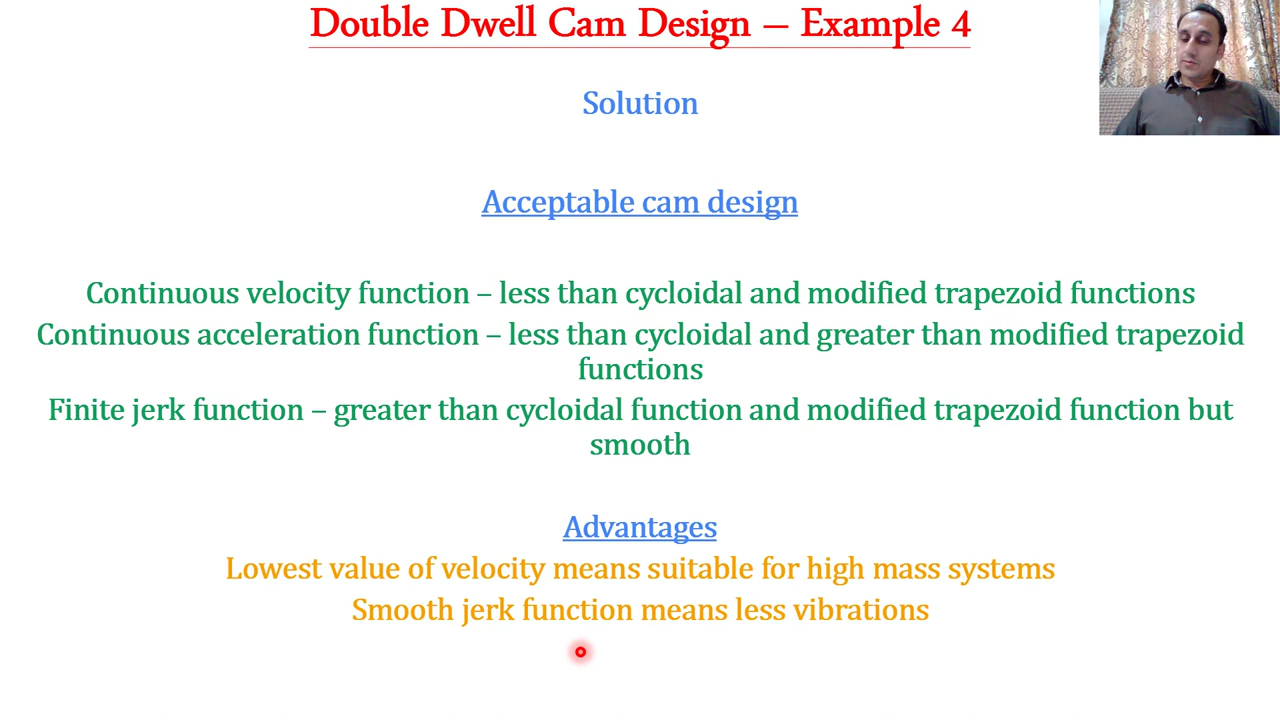 Double Dwell Cam Design – Example 4
Solution
Acceptable cam design
Continuous velocity function – less than cycloidal and modified trapezoid functions
Continuous acceleration function – less than cycloidal and greater than modified trapezoid
functions
Finite jerk function – greater than cycloidal function and modified trapezoid function but
smooth
Advantages
Lowest value of velocity means suitable for high mass systems
Smooth jerk function means less vibrations